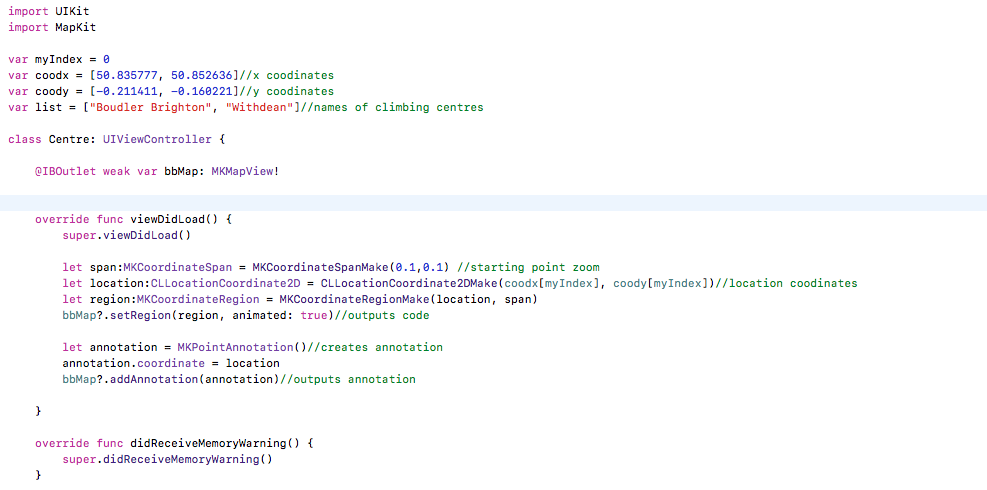 import UIKit
import MapKit
var myIndex = 0
var coodx = [50.835777, 50.852636]//x coodinates
var coody = [-0.211411, -0.160221]//y coodinates
var list = ["Boudler Brighton", "Withdean"]//names of climbing centres
class Centre: UIViewController {
@IBOutlet weak var bbMap: MKMapView!
override func viewDidLoad() {
super.viewDidLoad()
let span:MKCoordinateSpan = MKCoordinateSpanMake(0.1,0.1) //starting point zoom
let location:CLLocationCoordinate2D = CLLocationCoordinate2DMake(coodx[myIndex], coody[myIndex])//location coodinates
let region:MKCoordinateRegion = MKCoordinateRegionMake(location, span)
bbMap?.setRegion(region, animated: true)//outputs code
let annotation = MKPointAnnotation()//creates annotation
annotation.coordinate = location
bbMap?.addAnnotation(annotation)//outputs annotation
}
override func didReceiveMemoryWarning() {
super.didReceiveMemoryWarning()
}